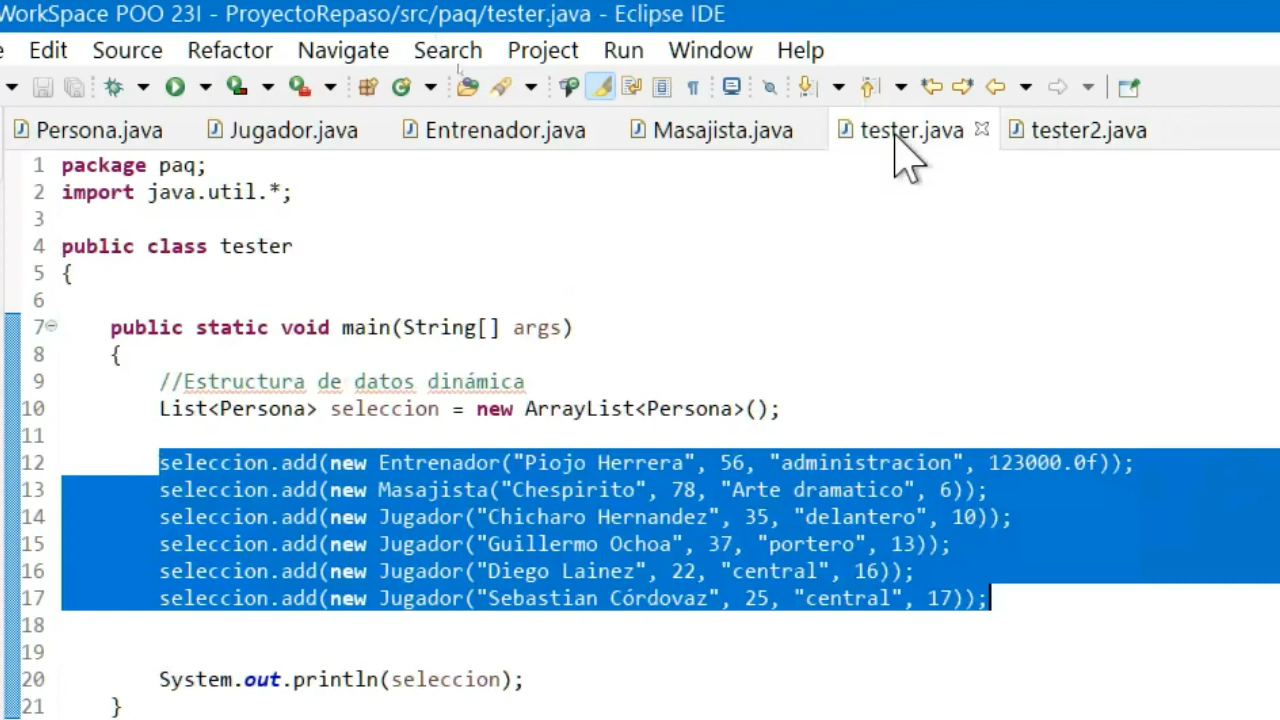 WorkSpace POO 23I - ProyectoRepaso/src/paq/tester.java - Eclipse IDE
Edit Source Refactor Navigate Search Project Run Window Help
Persona.java Jugador.java Entrenador.java Masajista.java tester.java tester2.java
1 package paq;
2 import java.util.*;
3
4 public class tester
5 {
6
7 public static void main(String[] args)
8 {
9 //Estructura de datos dinámica
10 List<Persona> seleccion = new ArrayList<Persona>();
11
12 seleccion.add(new Entrenador("Piojo Herrera", 56, "administracion", 123000.0f));
13 seleccion.add(new Masajista("Chespirito", 78, "Arte dramatico", 6));
14 seleccion.add(new Jugador("Chicharo Hernandez", 35, "delantero", 10));
15 seleccion.add(new Jugador("Guillermo Ochoa", 37, "portero", 13));
16 seleccion.add(new Jugador("Diego Lainez", 22, "central", 16));
17 seleccion.add(new Jugador("Sebastian Córdovaz", 25, "central", 17));
18
19
20 System.out.println(seleccion);
21 }